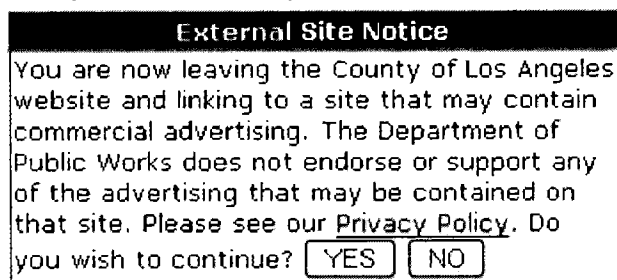 External Site Notice
You are now leaving the County of Los Angeles
website and linking to a site that may contain
commercial advertising. The Department of
Public Works does not endorse or support any
of the advertising that may be contained on
that site. Please see our Privacy Policy. Do
you wish to continue? YES NO